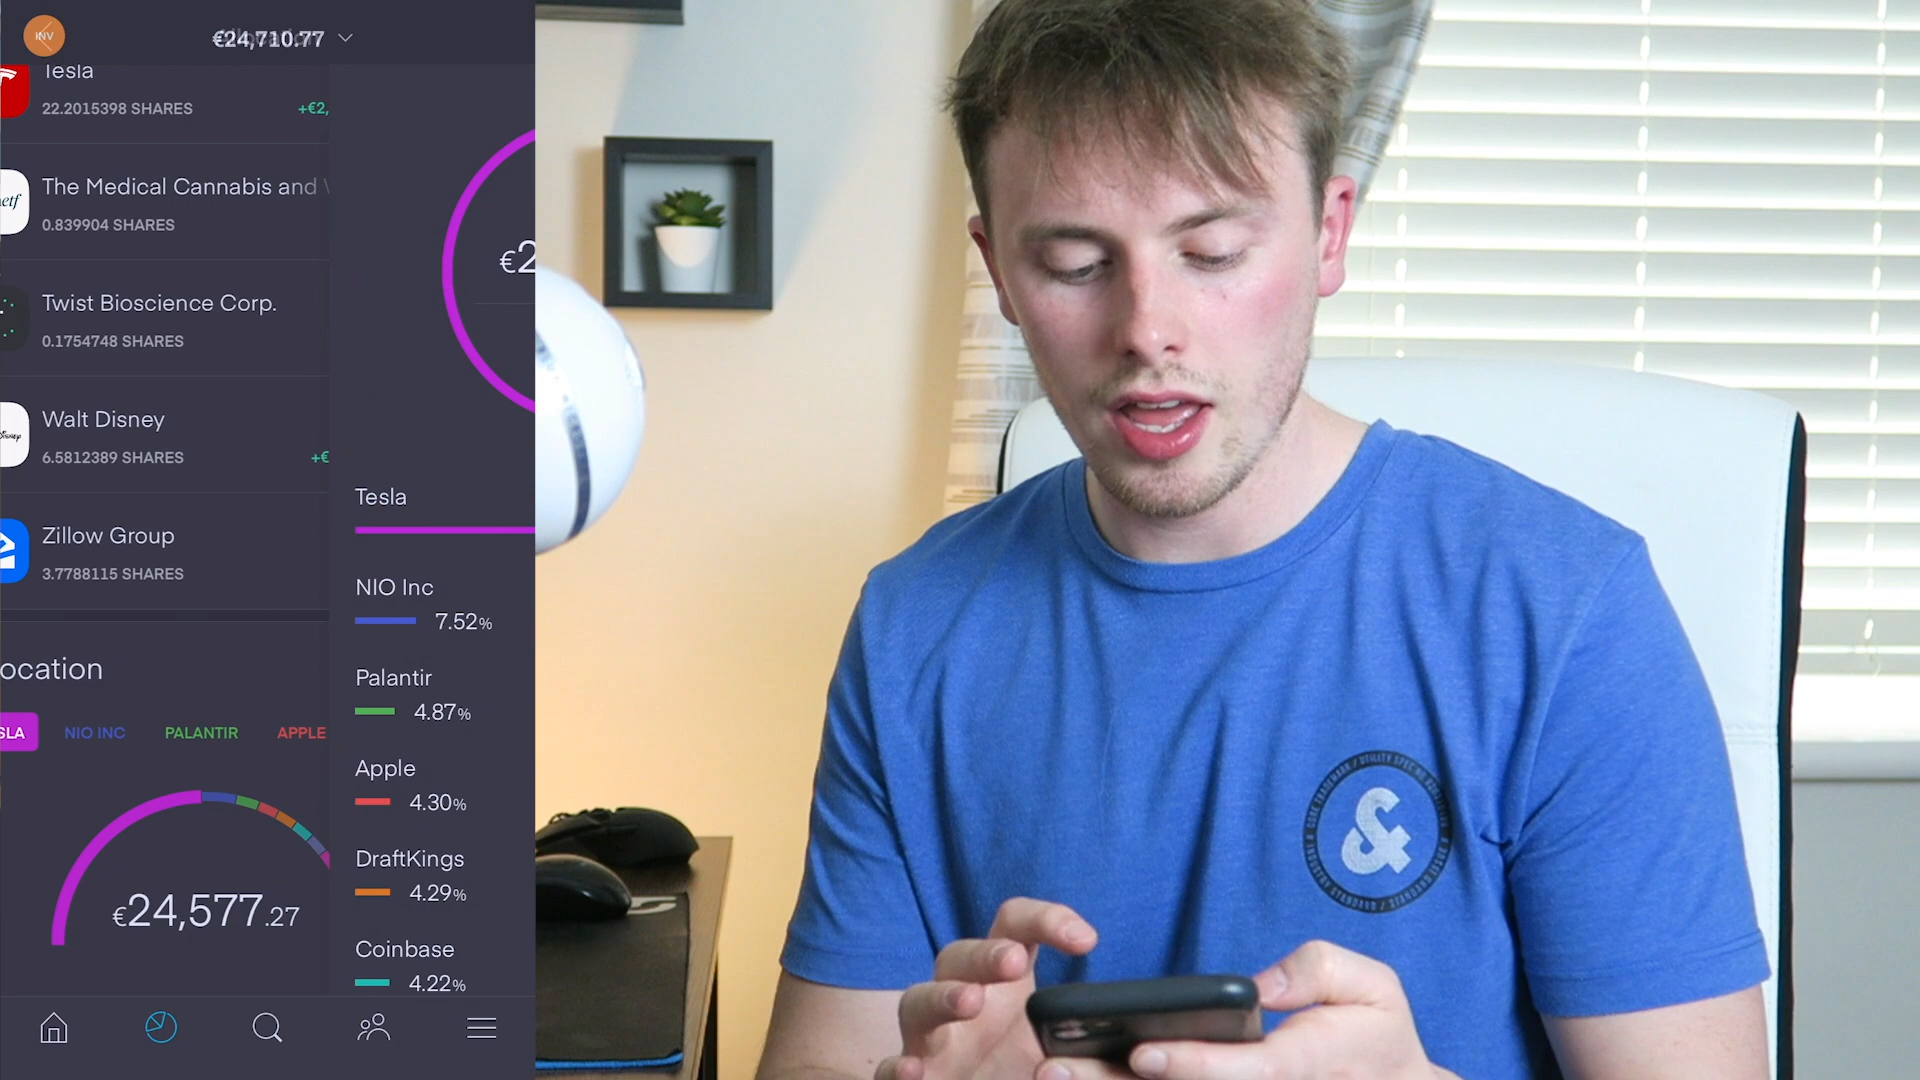 INV
€24,710.77
Tesla
22.2015398 SHARES
+€2,
The Medical Cannabis and
0.839904 SHARES
etf
Twist Bioscience Corp.
0.1754748 SHARES
Walt Disney
6.5812389 SHARES
+€
Disney
Zillow Group
3.7788115 SHARES
ocation
SLA
NIO INC
PALANTIR
APPLE
€24,577.27
€2
Tesla
NIO Inc
7.52%
Palantir
4.87%
Apple
4.30%
DraftKings
4.29%
Coinbase
4.22%
&